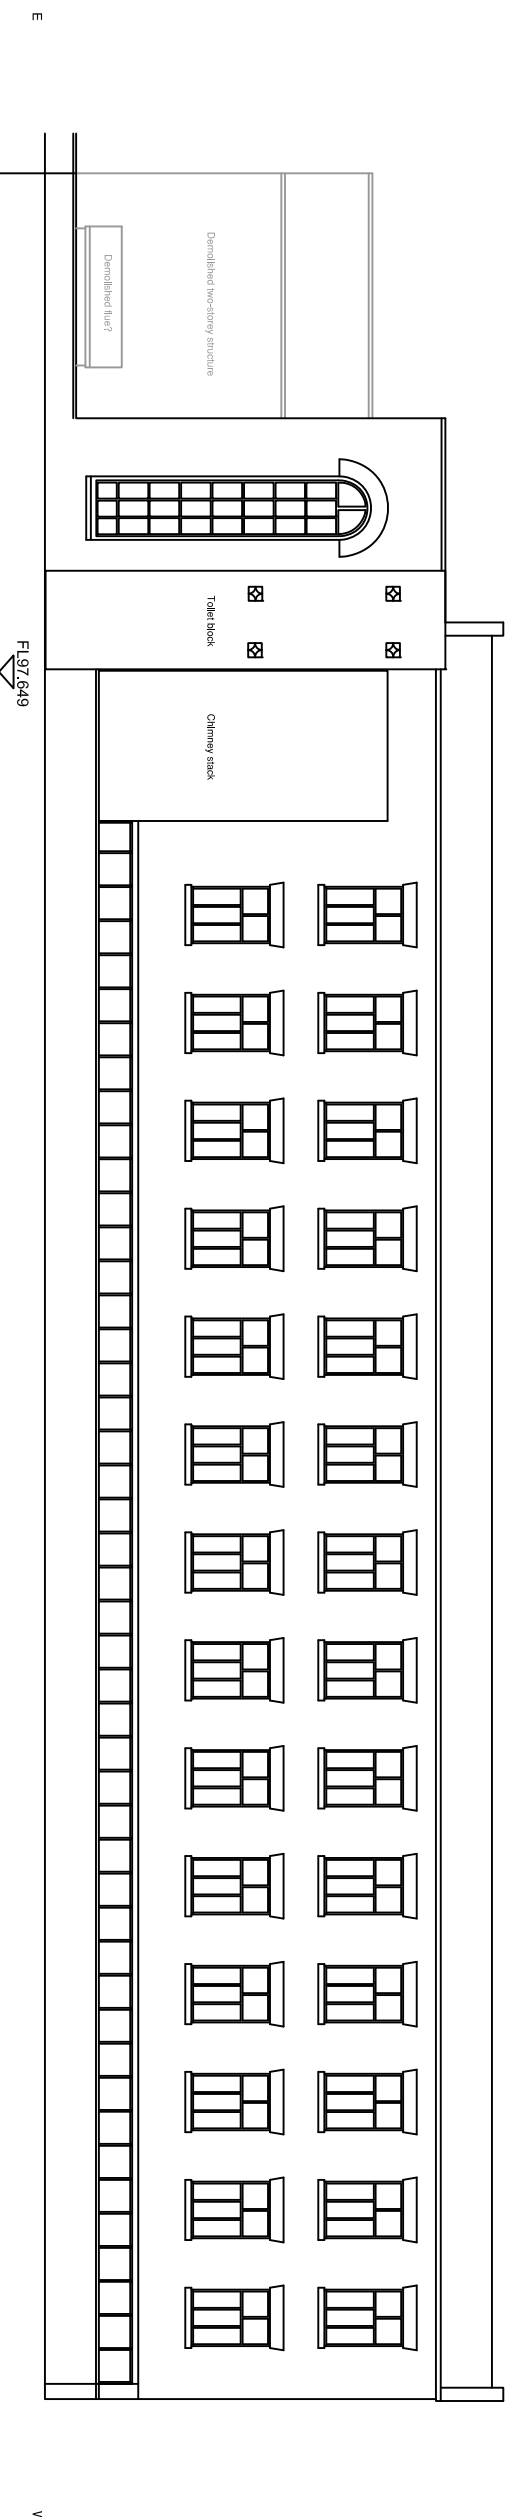 E
Demolished flue?
Demolished two-storey structure
Toilet block
FL97.649
Chimney stack